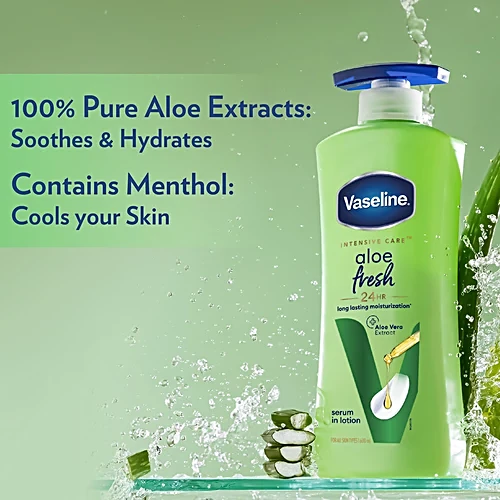 100% Pure Aloe Extracts:
Soothes & Hydrates
Contains Menthol:
Cools your Skin
Vaseline.
INTENSIVE CARE™
aloe
fresh
24HR
long lasting moisturization*
Aloe Vera
Extract
serum
in lotion